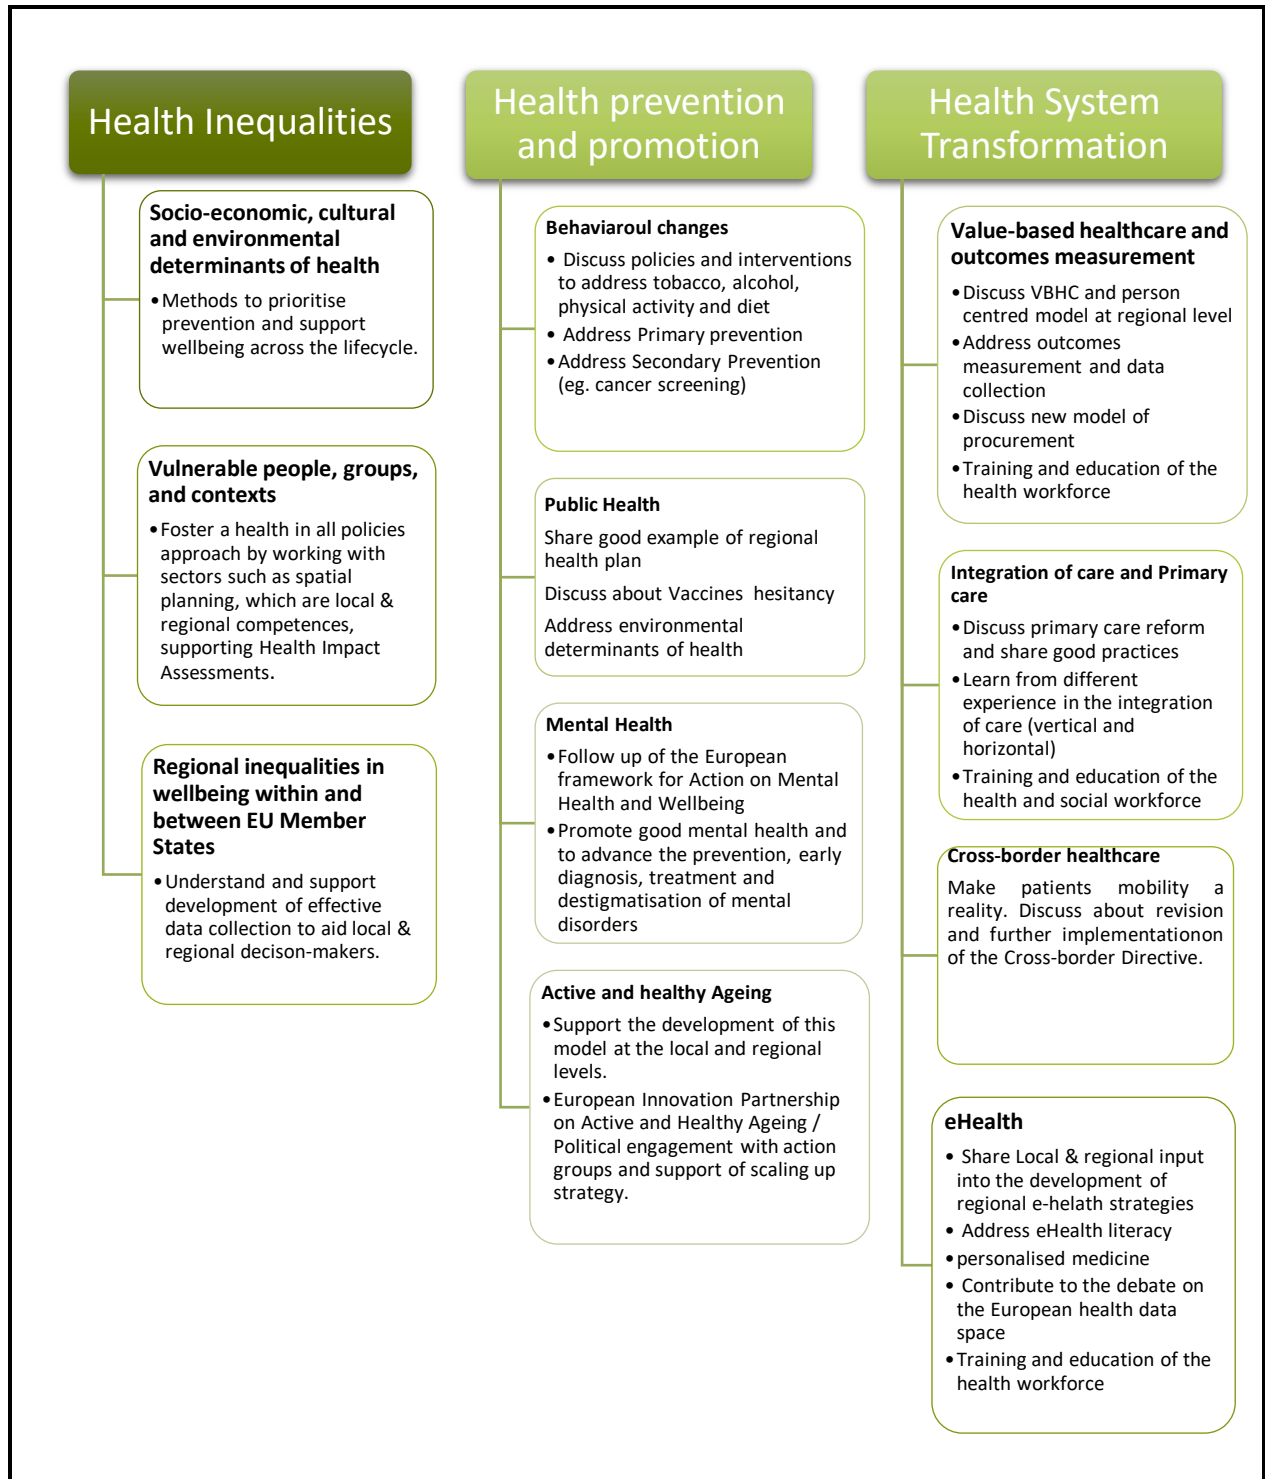 Health Inequalities
Socio-economic, cultural
and environmental
determinants of health
•Methods to prioritise
prevention and support
wellbeing across the lifecycle.
Vulnerable people, groups,
and contexts
•Foster a health in all policies
approach by working with
sectors such as spatial
planning, which are local &
regional competences,
supporting Health Impact
Assessments.
Regional inequalities in
wellbeing within and
between EU Member
States
•Understand and support
development of effective
data collection to aid local &
regional decison-makers.
Health prevention
and promotion
Behaviaroul changes
• Discuss policies and interventions
to address tobacco, alcohol,
physical activity and diet
• Address Primary prevention
•Address Secondary Prevention
(eg. cancer screening)
Public Health
Share good example of regional
health plan
Discuss about Vaccines hesitancy
Address environmental
determinants of health
Mental Health
•Follow up of the European
framework for Action on Mental
Health and Wellbeing
•Promote good mental health and
to advance the prevention, early
diagnosis, treatment and
destigmatisation of mental
disorders
Active and healthy Ageing
•Support the development of this
model at the local and regional
levels.
•European Innovation Partnership
on Active and Healthy Ageing /
Political engagement with action
groups and support of scaling up
strategy.
Health System
Transformation
Value-based healthcare and
outcomes measurement
•Discuss VBHC and person
centred model at regional level
•Address outcomes
measurement and data
collection
•Discuss new model of
procurement
•Training and education of the
health workforce
Integration of care and Primary
care
•Discuss primary care reform
and share good practices
•Learn from different
experience in the integration
of care (vertical and
horizontal)
•Training and education of the
health and social workforce
Cross-border healthcare
Make patients mobility a
reality. Discuss about revision
and further implementationon
of the Cross-border Directive.
eHealth
• Share Local & regional input
into the development of
regional e-helath strategies
• Address eHealth literacy
•personalised medicine
• Contribute to the debate on
the European health data
space
•Training and education of the
health workforce